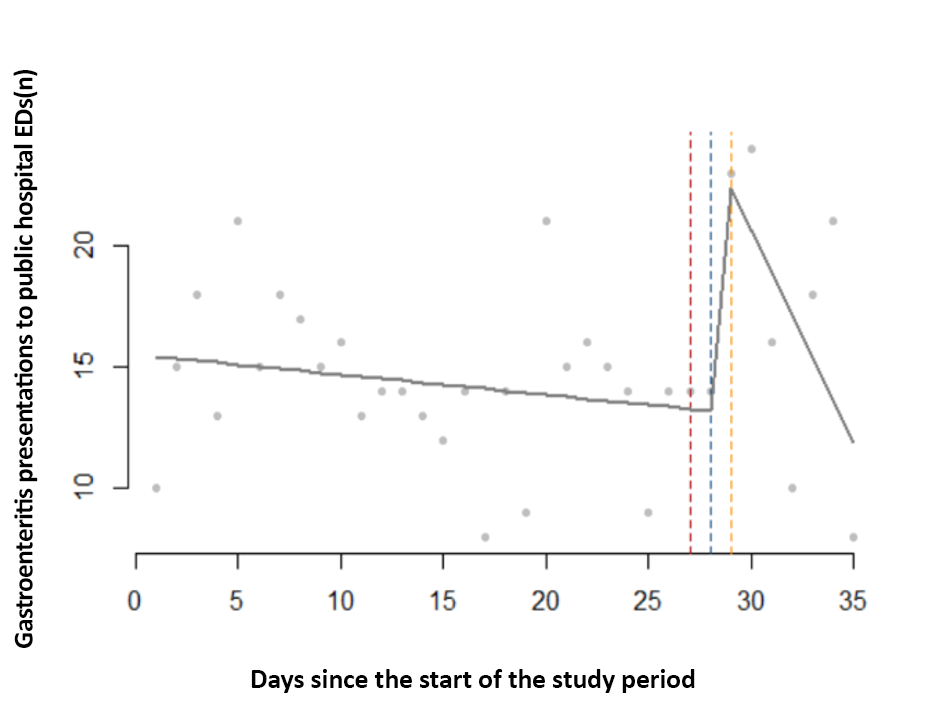 Gastroenteritis presentations to public hospital EDs(n)
20
15
10
0 5 10 15 20 25 30 35
Days since the start of the study period